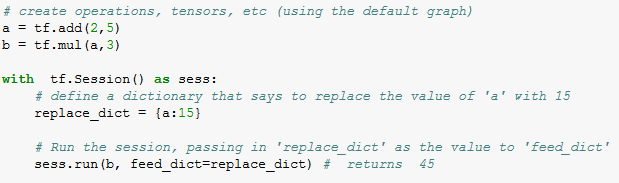 # create operations, tensors, etc (using the default graph)
a = tf.add(2,5)
b = tf.mul(a,3)
with  tf.Session() as sess:
    # define a dictionary that says to replace the value of 'a' with 15
    replace_dict = {a:15}
    # Run the session, passing in 'replace_dict' as the value to 'feed_dict'
    sess.run(b, feed_dict=replace_dict) #  returns  45